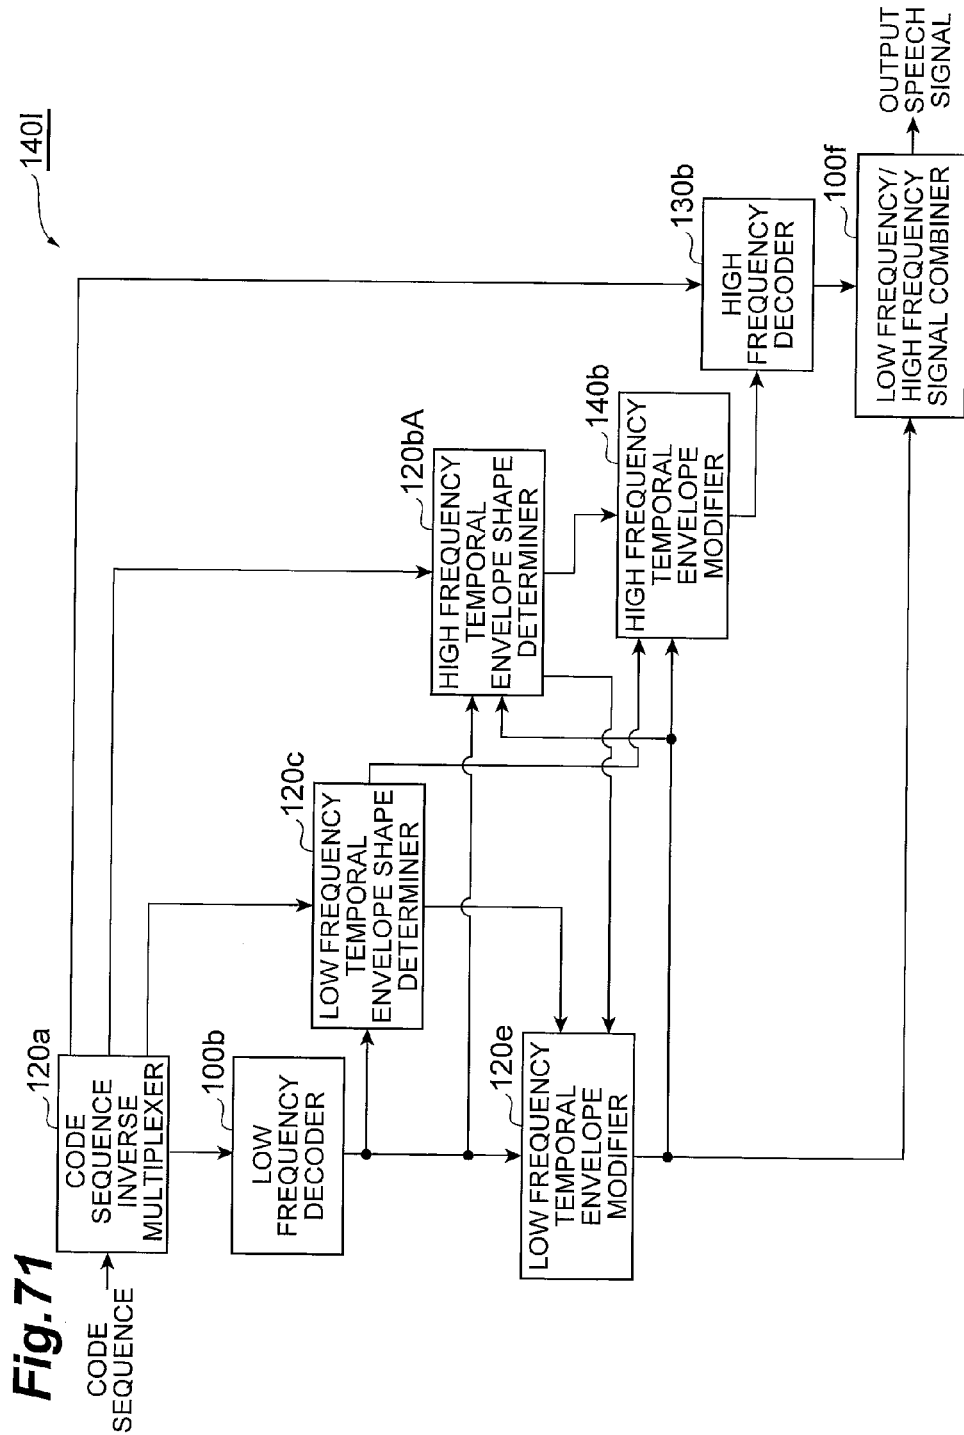 Fig.71
140I
CODE
SEQUENCE
120a
CODE
SEQUENCE
INVERSE
MULTIPLEXER
100b
LOW
FREQUENCY
DECODER
120c
LOW FREQUENCY
TEMPORAL
ENVELOPE SHAPE
DETERMINER
120e
LOW FREQUENCY
TEMPORAL
ENVELOPE
MODIFIER
120bA
HIGH FREQUENCY
TEMPORAL
ENVELOPE SHAPE
DETERMINER
140b
HIGH FREQUENCY
TEMPORAL
ENVELOPE
MODIFIER
130b
HIGH
FREQUENCY
DECODER
100f
LOW FREQUENCY/
HIGH FREQUENCY
SIGNAL COMBINER
OUTPUT
SPEECH
SIGNAL